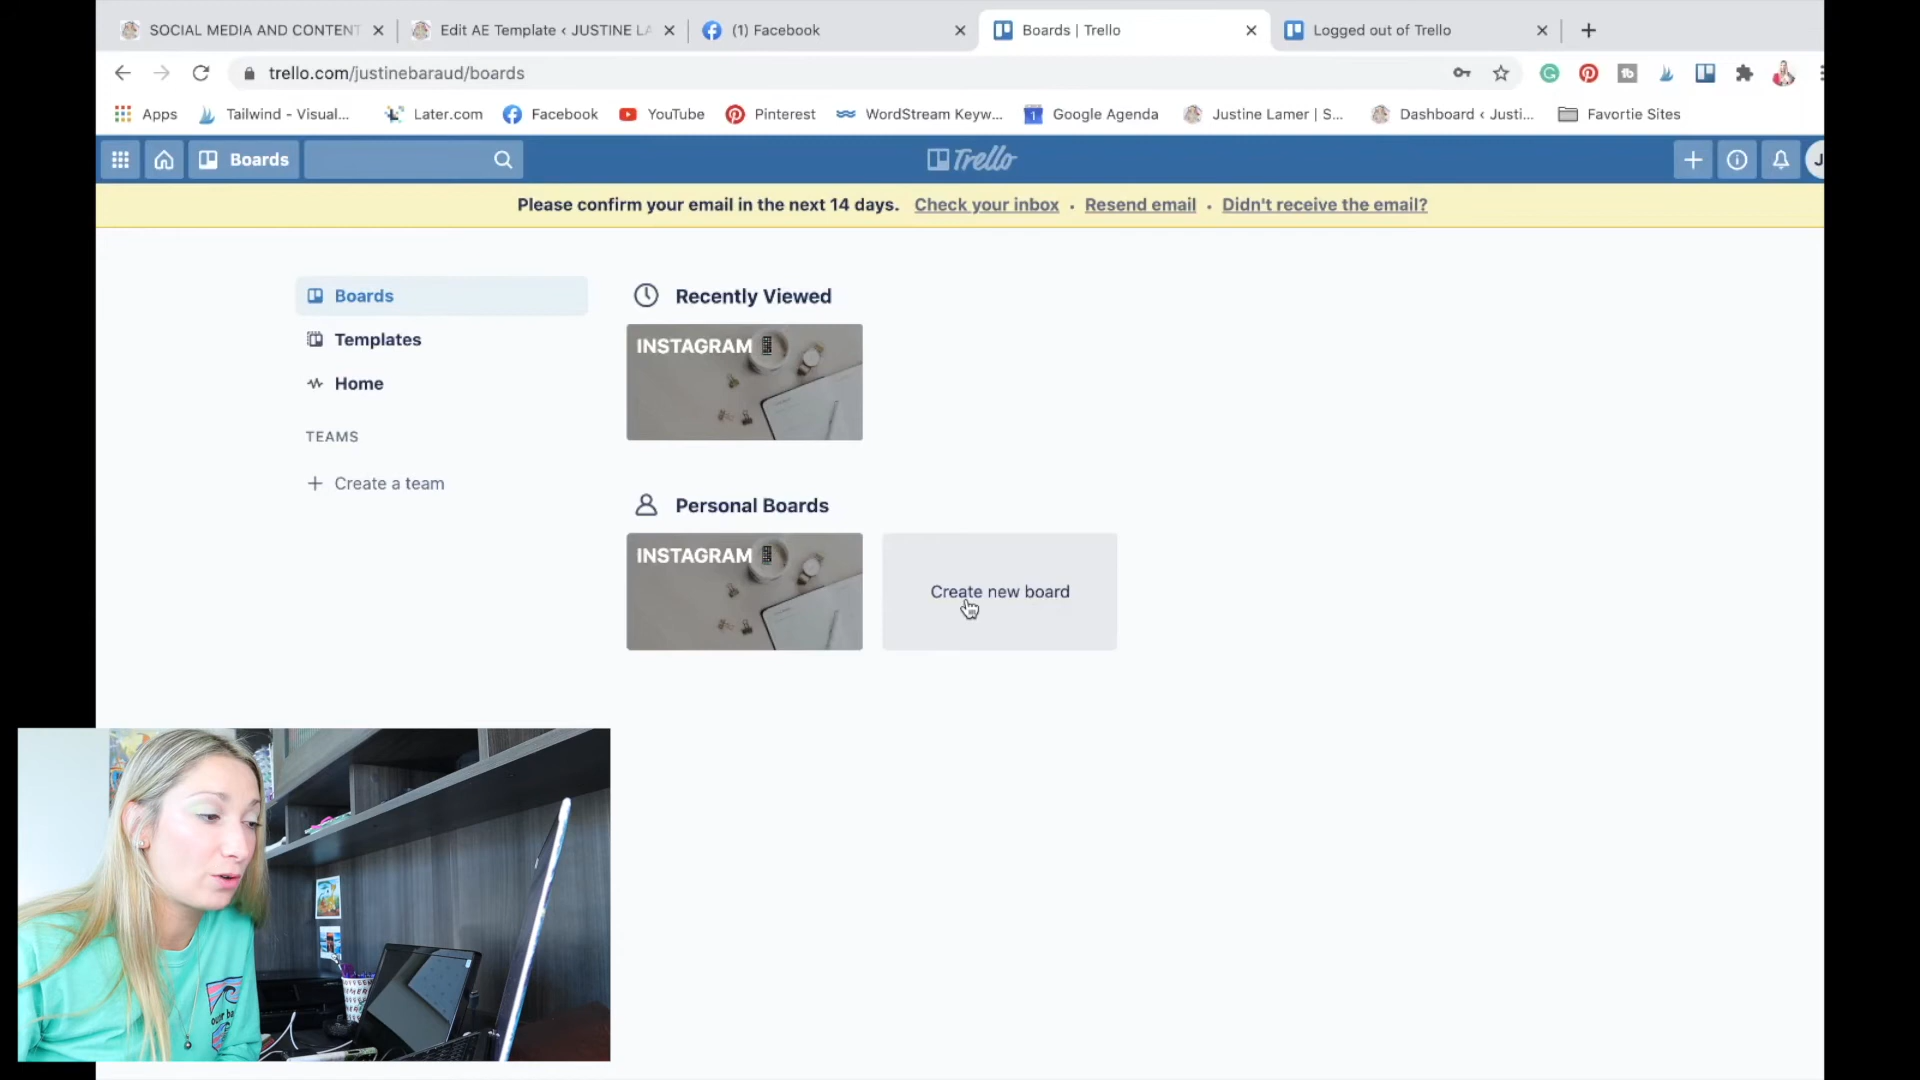 SOCIAL MEDIA AND CONTENT
Edit AE Template ‹ JUSTINE LA
(1) Facebook
Boards | Trello
Logged out of Trello
trello.com/justinebaraud/boards
Apps
Tailwind - Visual...
Later.com
Facebook
YouTube
Pinterest
WordStream Keyw...
Google Agenda
Justine Lamer | S...
Dashboard ‹ Justi...
Favortie Sites
Boards
Trello
J
Please confirm your email in the next 14 days. Check your inbox • Resend email • Didn't receive the email?
Boards
Templates
Home
TEAMS
Create a team
Recently Viewed
INSTAGRAM
Personal Boards
INSTAGRAM
Create new board